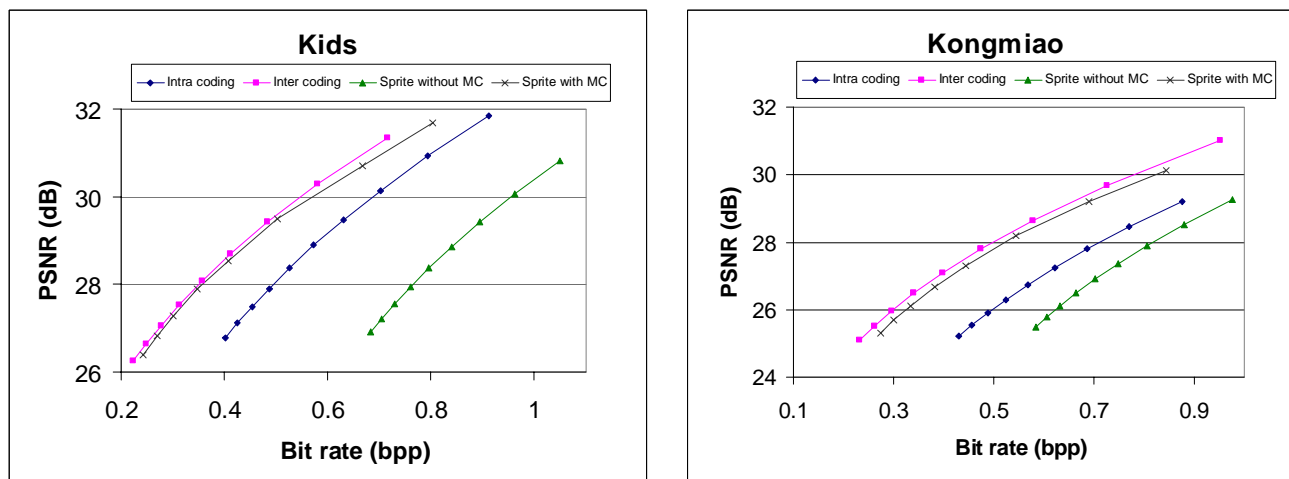 Kids
Intra coding Inter coding Sprite without MC Sprite with MC
32
30
28
26
PSNR (dB)
0.2 0.4 0.6 0.8 1
Bit rate (bpp)
Kongmiao
Intra coding Inter coding Sprite without MC Sprite with MC
32
30
28
26
24
PSNR (dB)
0.1 0.3 0.5 0.7 0.9
Bit rate (bpp)